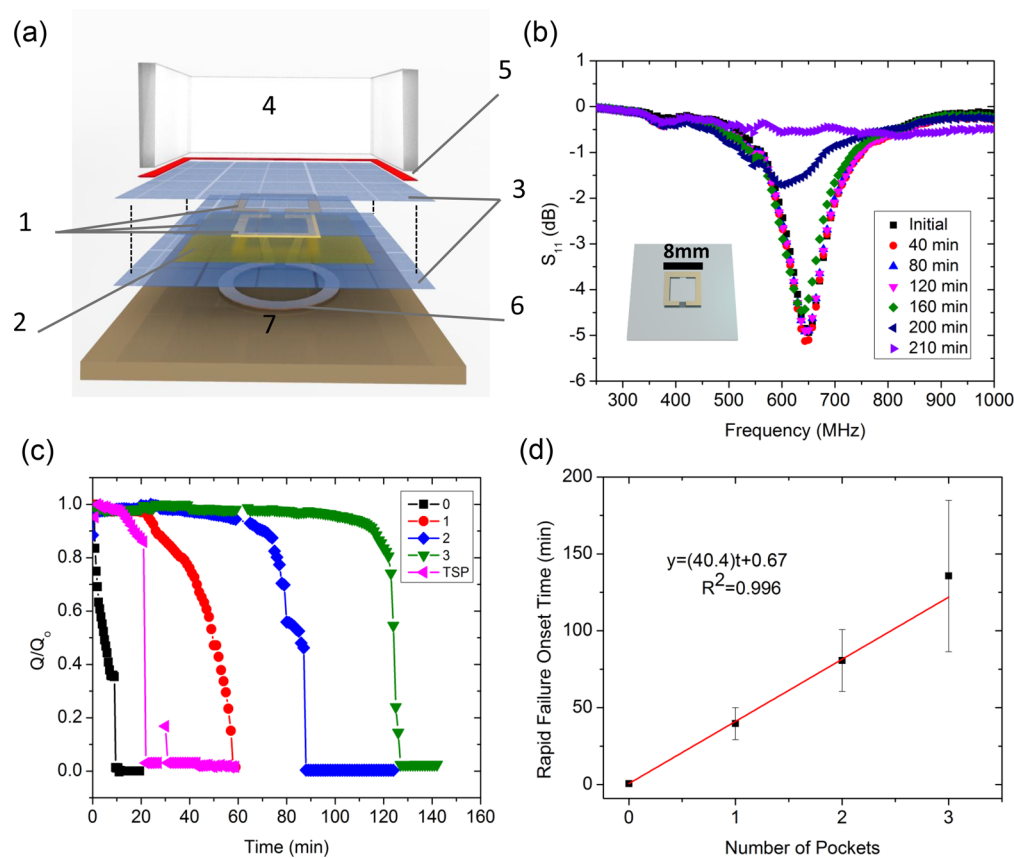 (a)
4
5
3
1
2
6
7
(b)
1
0
-1
-2
-3
-4
-5
-6
S11 (dB)
300 400 500 600 700 800 900 1000
Frequency (MHz)
8mm
Initial
40 min
80 min
120 min
160 min
200 min
210 min
(c)
1.0
0.8
0.6
0.4
0.2
0.0
Q/Qo
0 20 40 60 80 100 120 140 160
Time (min)
0
1
2
3
TSP
(d)
200
150
100
50
0
Rapid Failure Onset Time (min)
y=(40.4)t+0.67
R2=0.996
0 1 2 3
Number of Pockets